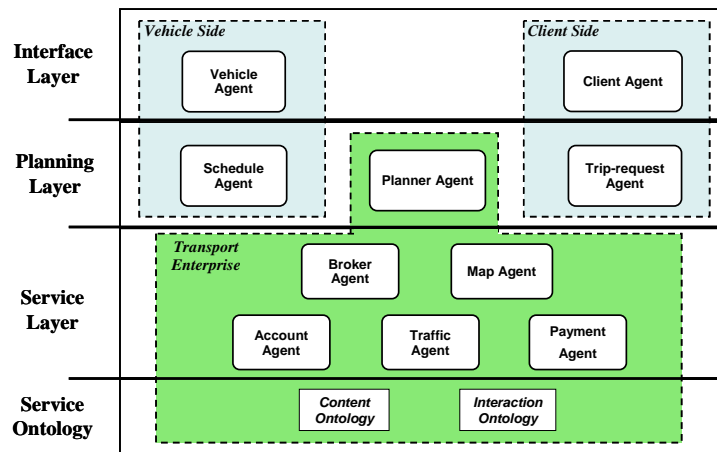 Interface
Layer
Vehicle Side
Client Side
Vehicle
Agent
Client Agent
Planning
Layer
Schedule
Agent
Planner Agent
Trip-request
Agent
Transport
Enterprise
Service
Layer
Broker
Agent
Map Agent
Account
Agent
Traffic
Agent
Payment
Agent
Service
Ontology
Content
Ontology
Interaction
Ontology